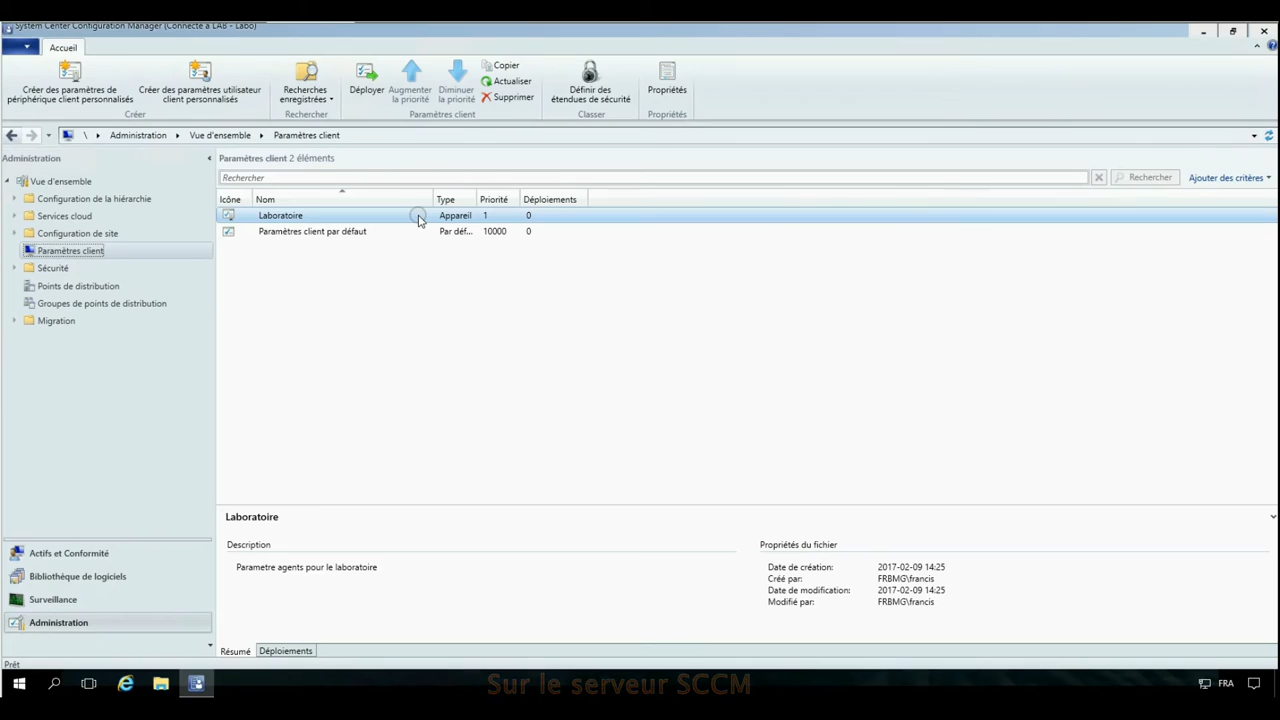 System Center Configuration Manager (Connecté à LAB - Labo)
Accueil
Créer des paramètres de
périphérique client personnalisés
Créer des paramètres utilisateur
client personnalisés
Créer
Recherches
enregistrées
Rechercher
Déployer
Augmenter
la priorité
Diminuer
la priorité
Copier
Actualiser
Supprimer
Paramètres client
Définir des
étendues de sécurité
Classer
Propriétés
Propriétés
\ Administration Vue d'ensemble Paramètres client
Administration
Vue d'ensemble
Configuration de la hiérarchie
Services cloud
Configuration de site
Paramètres client
Sécurité
Points de distribution
Groupes de points de distribution
Migration
Actifs et Conformité
Bibliothèque de logiciels
Surveillance
Administration
Paramètres client 2 éléments
Rechercher
Rechercher
Ajouter des critères
Icône Nom Type Priorité Déploiements
Laboratoire Appareil 1 0
Paramètres client par défaut Par déf... 10000 0
Laboratoire
Description
Parametre agents pour le laboratoire
Propriétés du fichier
Date de création: 2017-02-09 14:25
Créé par: FRBMG\francis
Date de modification: 2017-02-09 14:25
Modifié par: FRBMG\francis
Résumé Déploiements
Prêt
FRA
Sur le serveur SCCM